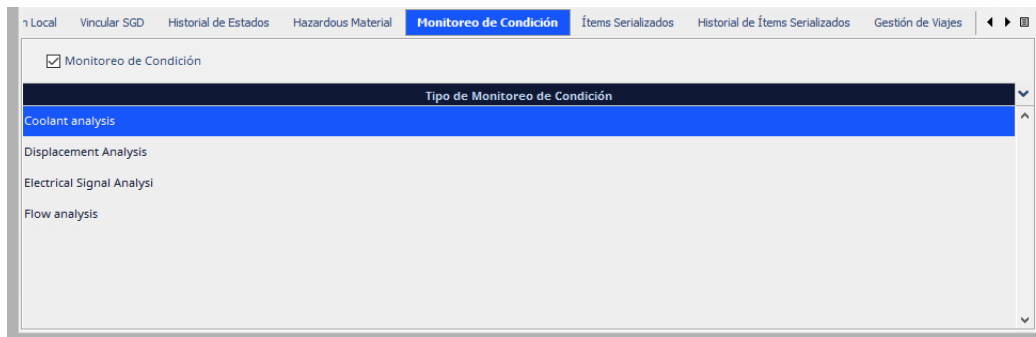 n Local Vincular SGD Historial de Estados Hazardous Material Monitoreo de Condición Ítems Serializados Historial de Ítems Serializados Gestión de Viajes
Monitoreo de Condición
Tipo de Monitoreo de Condición
Coolant analysis
Displacement Analysis
Electrical Signal Analysi
Flow analysis